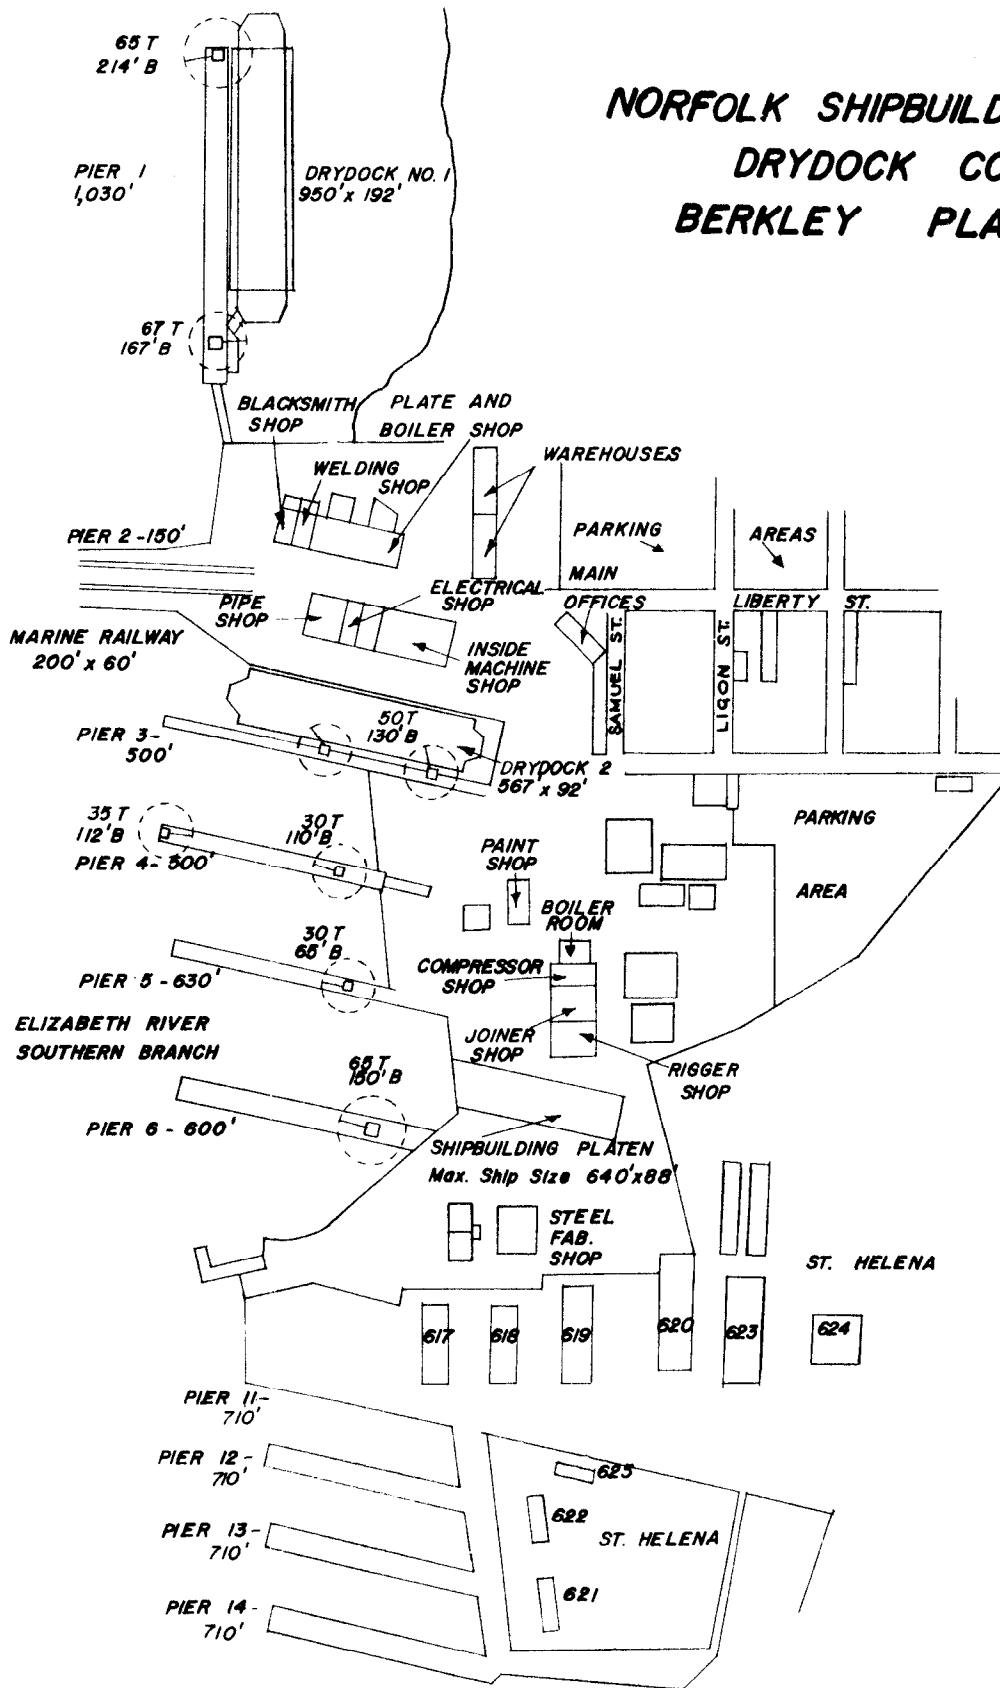 NORFOLK SHIPBUILD
DRYDOCK CO
BERKLEY PLA
65 T
214' B
PIER 1
1,030'
DRYDOCK NO. 1
950' x 192'
67 T
167' B
BLACKSMITH
SHOP
PLATE AND
BOILER SHOP
WELDING
SHOP
WAREHOUSES
PARKING
AREAS
PIER 2 - 150'
MAIN
OFFICES
LIBERTY ST.
ELECTRICAL
SHOP
PIPE
SHOP
INSIDE
MACHINE
SHOP
SAMUEL ST.
LIGON ST.
MARINE RAILWAY
200' x 60'
PIER 3 -
500'
50 T
130' B
DRYDOCK 2
567' x 92'
35 T
112' B
30 T
110' B
PIER 4 - 500'
PARKING
AREA
PAINT
SHOP
BOILER
ROOM
30 T
65' B
PIER 5 - 630'
COMPRESSOR
SHOP
ELIZABETH RIVER
SOUTHERN BRANCH
JOINER
SHOP
RIGGER
SHOP
65 T
150' B
PIER 6 - 600'
SHIPBUILDING PLATEN
Max. Ship Size 640'x88'
STEEL
FAB.
SHOP
ST. HELENA
617
618
619
620
623
624
PIER 11 -
710'
PIER 12 -
710'
625
622
ST. HELENA
PIER 13 -
710'
621
PIER 14 -
710'